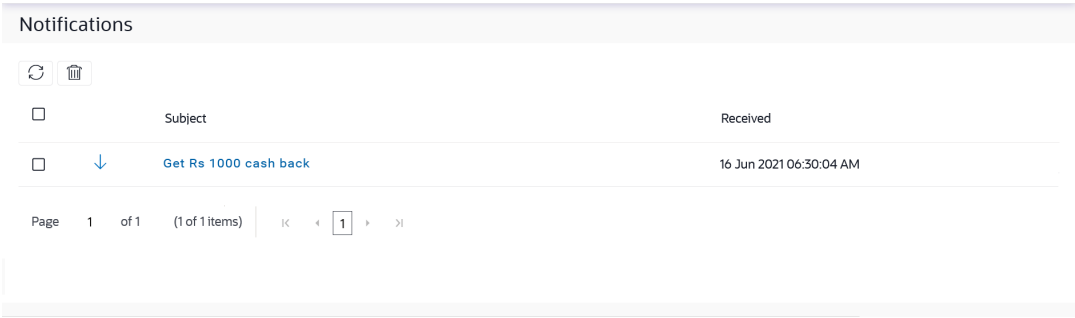 Notifications
Subject Received
Get Rs 1000 cash back 16 Jun 2021 06:30:04 AM
Page 1 of 1 (1 of 1 items) 1